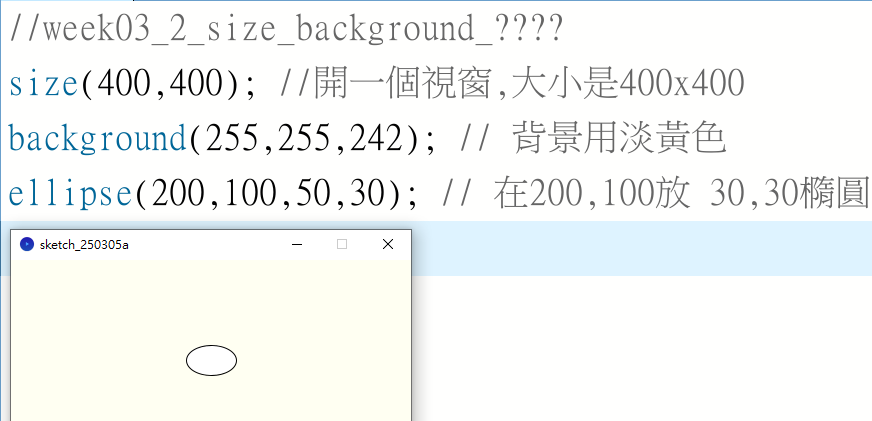 //week03_2_size_background_????
size(400,400); //開一個視窗,大小是400x400
background(255,255,242); // 背景用淡黃色
ellipse(200,100,50,30); // 在200,100放 30,30橢圓
sketch_250305a